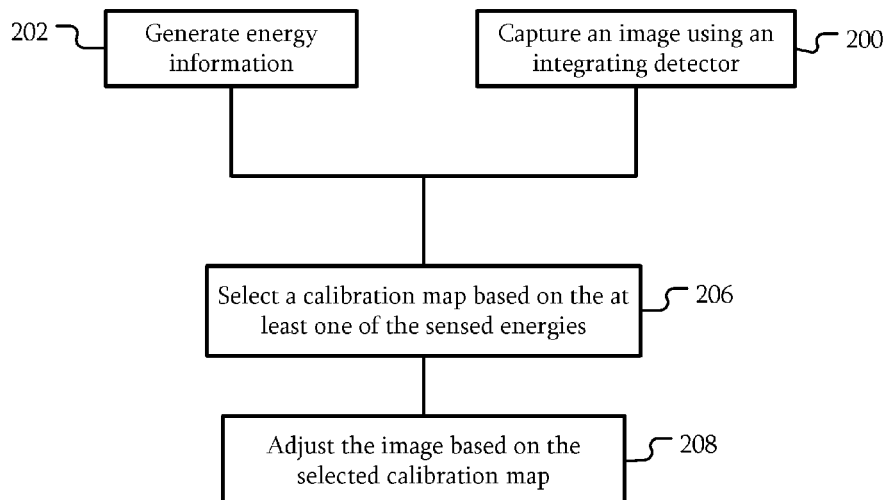 202
Generate energy
information
Capture an image using an
integrating detector
200
Select a calibration map based on the at
least one of the sensed energies
206
Adjust the image based on the
selected calibration map
208